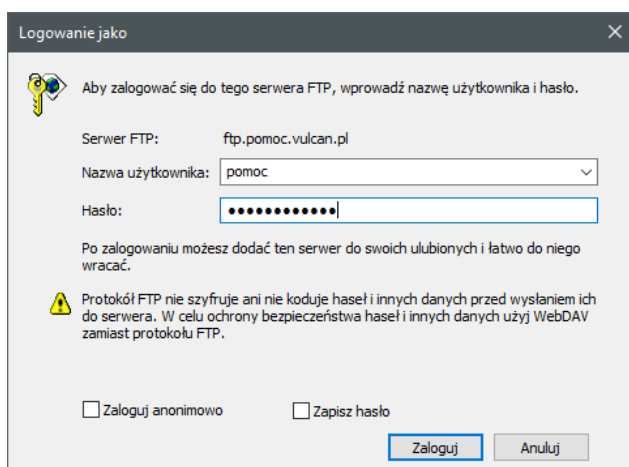 Logowanie jako
Aby zalogować się do tego serwera FTP, wprowadź nazwę użytkownika i hasło.
Serwer FTP: ftp.pomoc.vulcan.pl
Nazwa użytkownika: pomoc
Hasło: ●●●●●●●●●●●●
Po zalogowaniu możesz dodać ten serwer do swoich ulubionych i łatwo do niego
wracać.
Protokół FTP nie szyfruje ani nie koduje haseł i innych danych przed wysłaniem ich
do serwera. W celu ochrony bezpieczeństwa haseł i innych danych użyj WebDAV
zamiast protokołu FTP.
Zaloguj anonimowo Zapisz hasło
Zaloguj Anuluj